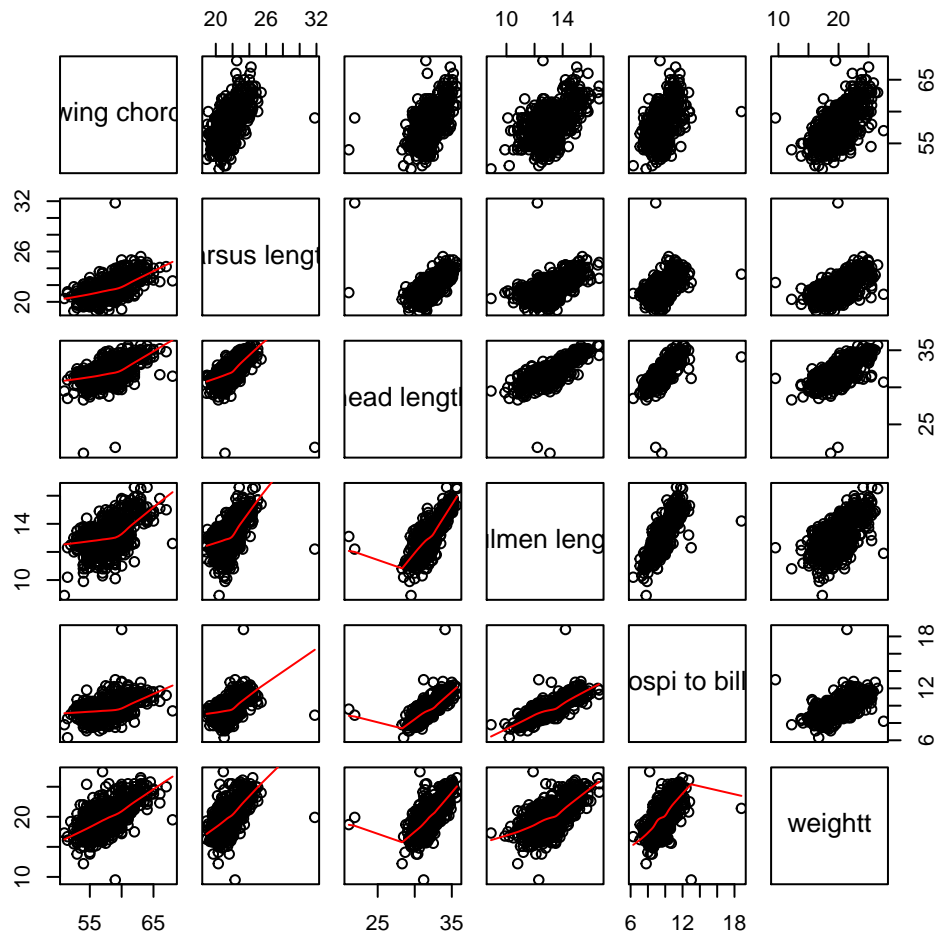 20 26 32
10 14
10 20
wing chord
55 65
20 26 32
arsus lengt
head length
25 35
10 14
ulmen leng
ospi to bill
6 12 18
10 20
weightt
55 65
25 35
6 12 18